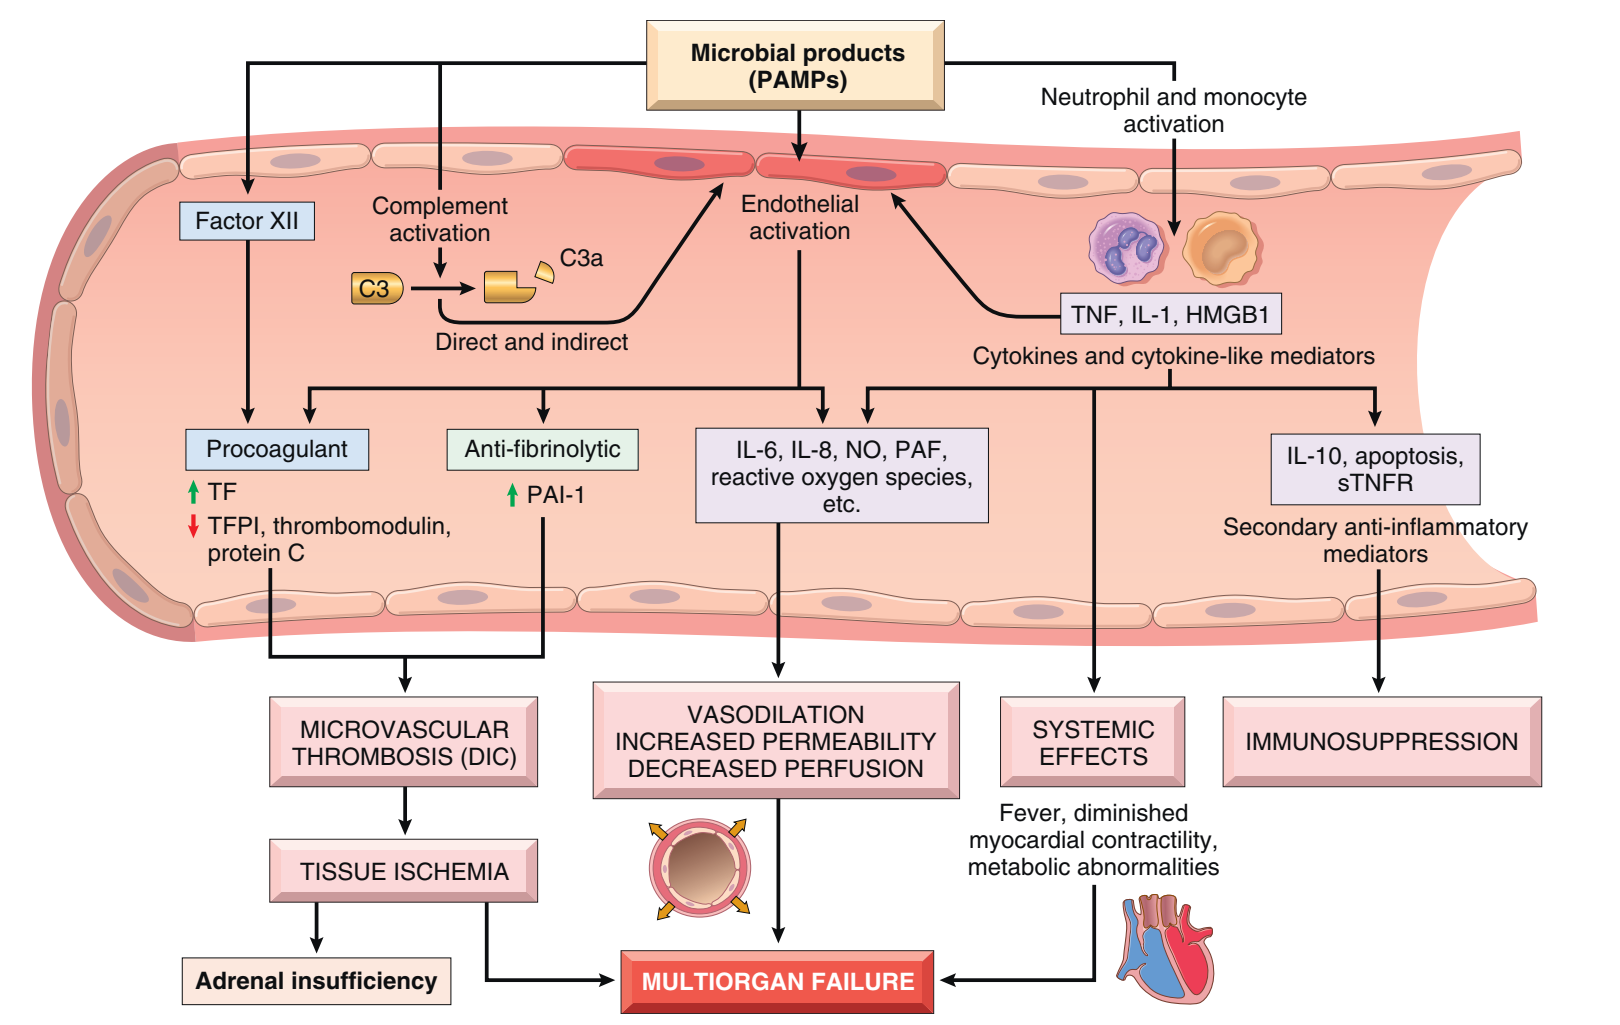 Microbial products
(PAMPs)
Neutrophil and monocyte
activation
Factor XII
Complement
activation
C3
C3a
Direct and indirect
Endothelial
activation
TNF, IL-1, HMGB1
Cytokines and cytokine-like mediators
Procoagulant
TF
TFPI, thrombomodulin,
protein C
Anti-fibrinolytic
PAI-1
IL-6, IL-8, NO, PAF,
reactive oxygen species,
etc.
IL-10, apoptosis,
sTNFR
Secondary anti-inflammatory
mediators
MICROVASCULAR
THROMBOSIS (DIC)
VASODILATION
INCREASED PERMEABILITY
DECREASED PERFUSION
SYSTEMIC
EFFECTS
IMMUNOSUPPRESSION
Fever, diminished
myocardial contractility,
metabolic abnormalities
TISSUE ISCHEMIA
Adrenal insufficiency
MULTIORGAN FAILURE